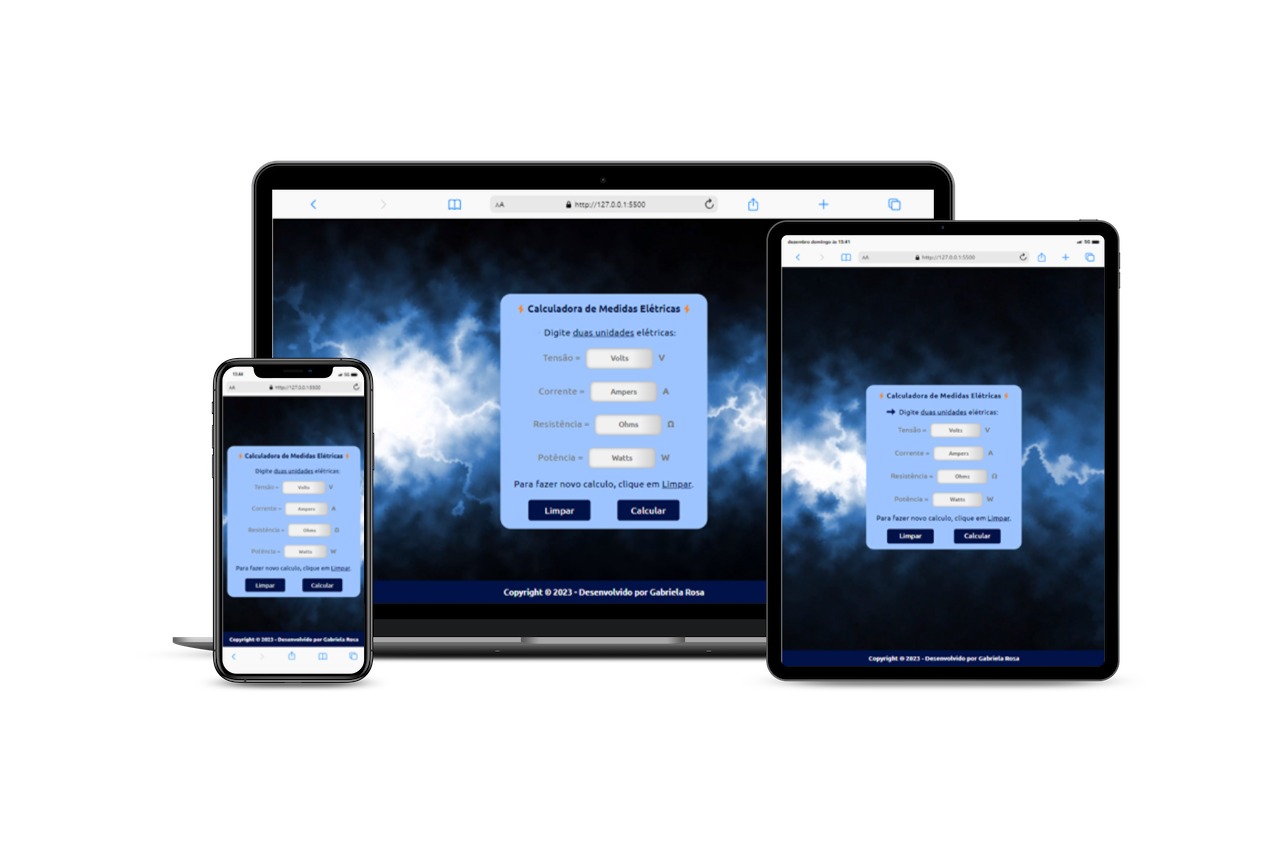 AA http://127.0.0.1:5500
Calculadora de Medidas Elétricas
Digite duas unidades elétricas:
Tensão = Volts V
Corrente = Ampers A
Resistência = Ohms Ω
Potência = Watts W
Para fazer novo calculo, clique em Limpar.
Limpar Calcular
Copyright © 2023 - Desenvolvido por Gabriela Rosa
AA http://127.0.0.1:5500
Calculadora de Medidas Elétricas
Digite duas unidades elétricas:
Tensão = Volts V
Corrente = Ampers A
Resistência = Ohms Ω
Potência = Watts W
Para fazer novo calculo, clique em Limpar.
Limpar Calcular
Copyright © 2023 - Desenvolvido por Gabriela Rosa
dezembro domingo às 13:41 5G
AA http://127.0.0.1:5500
Calculadora de Medidas Elétricas
➞ Digite duas unidades elétricas:
Tensão = Volts V
Corrente = Ampers A
Resistência = Ohms Ω
Potência = Watts W
Para fazer novo calculo, clique em Limpar.
Limpar Calcular
Copyright © 2023 - Desenvolvido por Gabriela Rosa